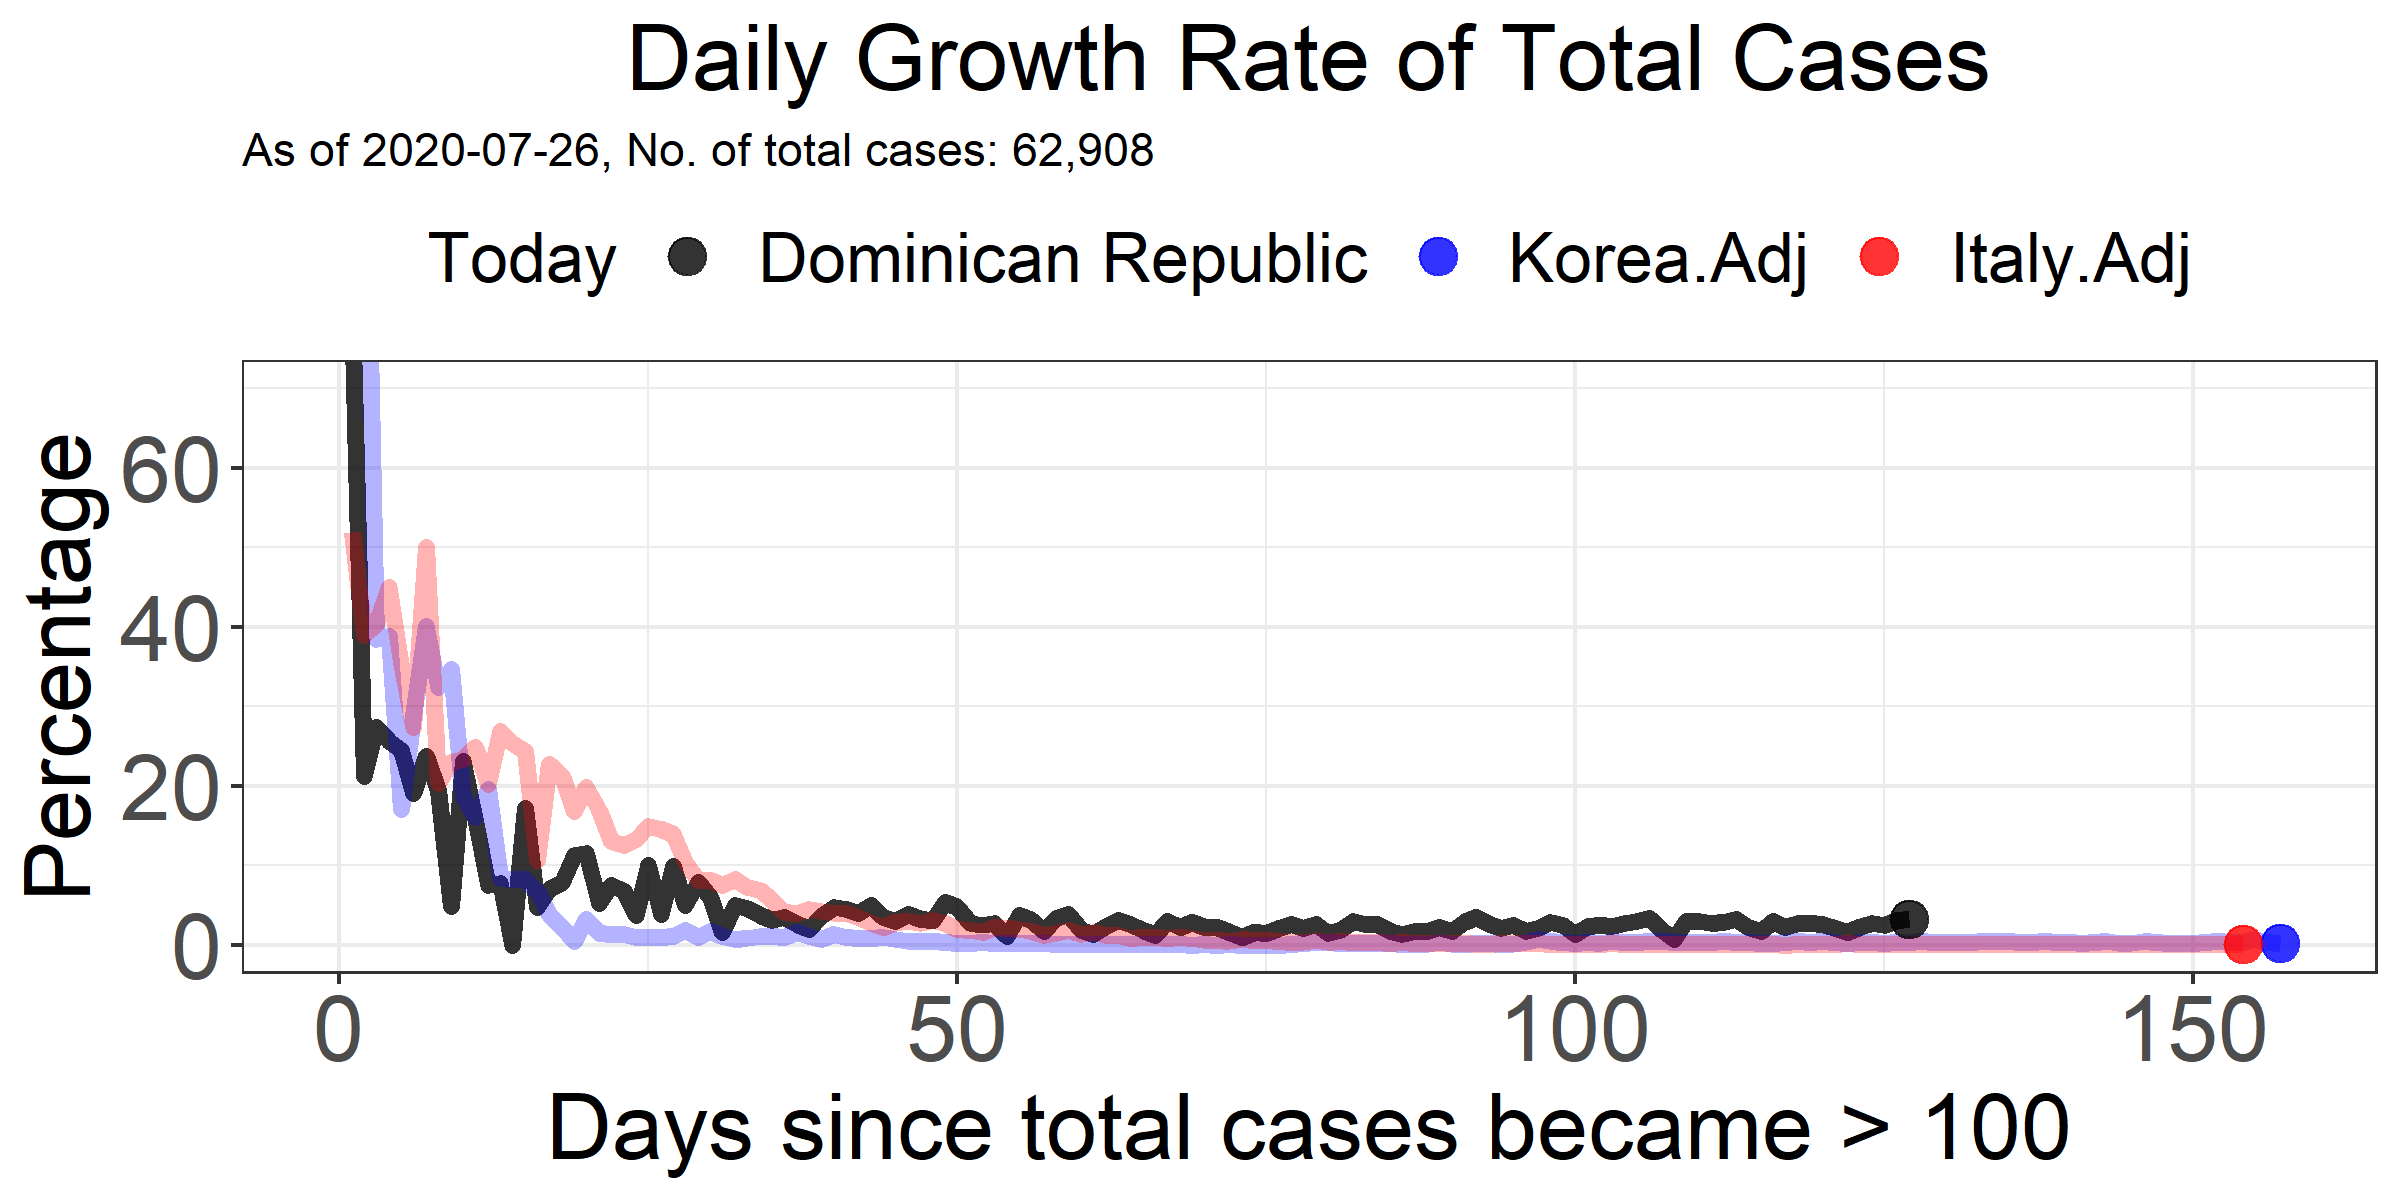 Daily Growth Rate of Total Cases
As of 2020-07-26, No. of total cases: 62,908
Today Dominican Republic Korea.Adj Italy.Adj
Percentage
60
40
20
0
0 50 100 150
Days since total cases became > 100